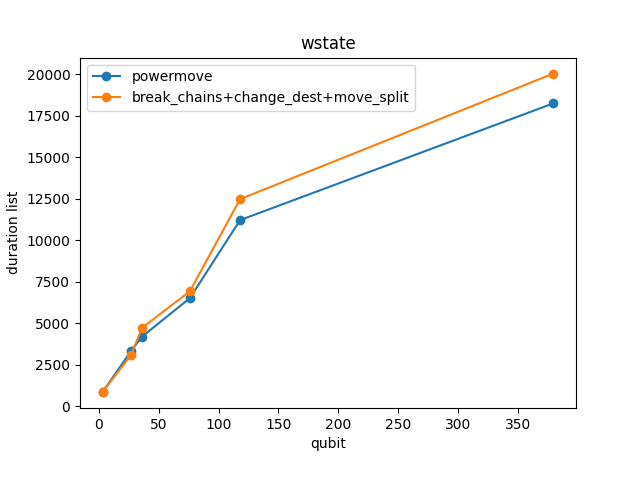 wstate
powermove
break_chains+change_dest+move_split
duration list
20000
17500
15000
12500
10000
7500
5000
2500
0
0 50 100 150 200 250 300 350
qubit